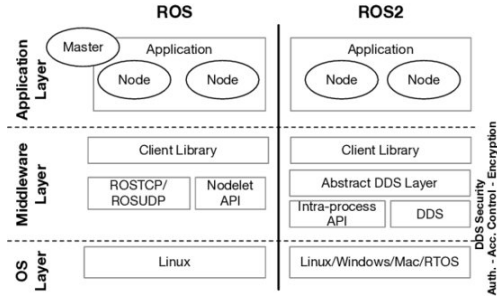 ROS
ROS2
Application Layer
Master
Application
Node
Node
Application
Node
Node
Middleware Layer
Client Library
ROSTCP/
ROSUDP
Nodelet
API
Client Library
Abstract DDS Layer
Intra-process
API
DDS
OS Layer
Linux
Linux/Windows/Mac/RTOS
DDS Security
Auth. - Acc. Control - Encryption